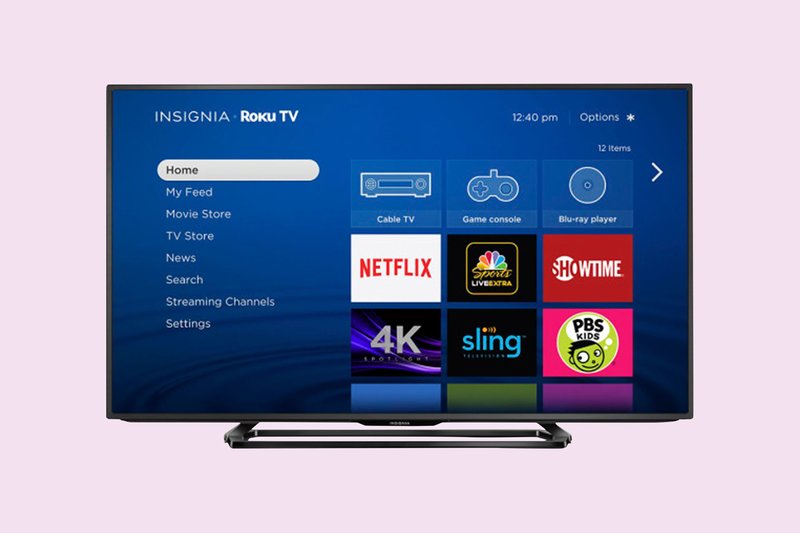 INSIGNIA · Roku TV
12:40 pm
Options *
12 Items
Home
My Feed
Movie Store
TV Store
News
Search
Streaming Channels
Settings
Cable TV
Game console
Blu-ray player
NETFLIX
Sports
LIVE EXTRA
SHOWTIME
4K
SPOTLIGHT
sling
TELEVISION
PBS
KIDS
INSIGNIA